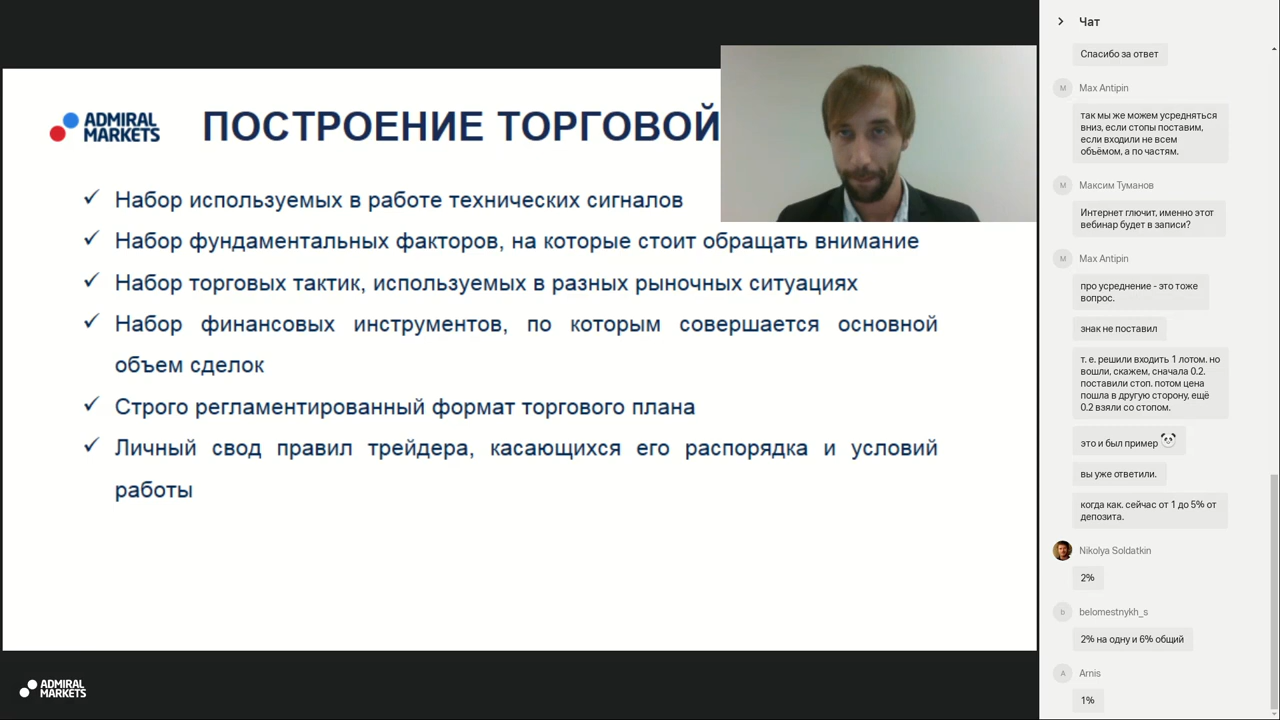 ADMIRAL
MARKETS
ПОСТРОЕНИЕ ТОРГОВОЙ
Набор используемых в работе технических сигналов
Набор фундаментальных факторов, на которые стоит обращать внимание
Набор торговых тактик, используемых в разных рыночных ситуациях
Набор финансовых инструментов, по которым совершается основной
объем сделок
Строго регламентированный формат торгового плана
Личный свод правил трейдера, касающихся его распорядка и условий
работы
ADMIRAL
MARKETS
Чат
Спасибо за ответ
M
Max Antipin
так мы же можем усредняться
вниз, если стопы поставим,
если входили не всем
объёмом, а по частям.
М
Максим Туманов
Интернет глючит, именно этот
вебинар будет в записи?
M
Max Antipin
про усреднение - это тоже
вопрос.
знак не поставил
т. е. решили входить 1 лотом. но
вошли, скажем, сначала 0.2.
поставили стоп. потом цена
пошла в другую сторону, ещё
0.2 взяли со стопом.
это и был пример
вы уже ответили.
когда как. сейчас от 1 до 5% от
депозита.
Nikolya Soldatkin
2%
b
belomestnykh_s
2% на одну и 6% общий
A
Arnis
1%